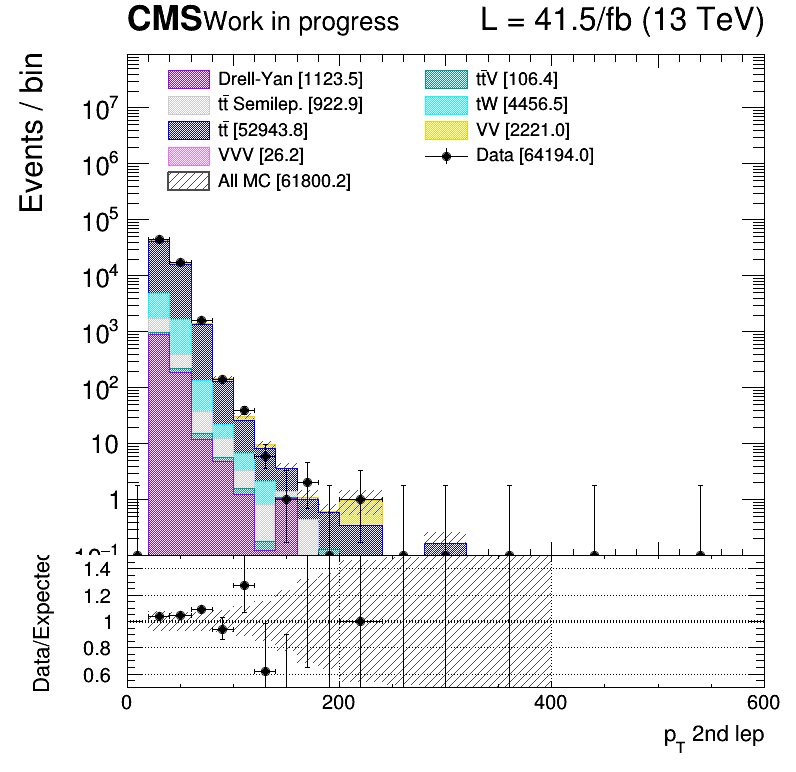 CMS Work in progress L = 41.5/fb (13 TeV)
Events / bin
Drell-Yan [1123.5]
tt̄ Semilep. [922.9]
tt̄ [52943.8]
VVV [26.2]
All MC [61800.2]
tt̄V [106.4]
tW [4456.5]
VV [2221.0]
Data [64194.0]
10⁷
10⁶
10⁵
10⁴
10³
10²
10
1
10⁻¹
Data/Expected
1.4
1.2
1
0.8
0.6
0 200 400 600
p_T 2nd lep